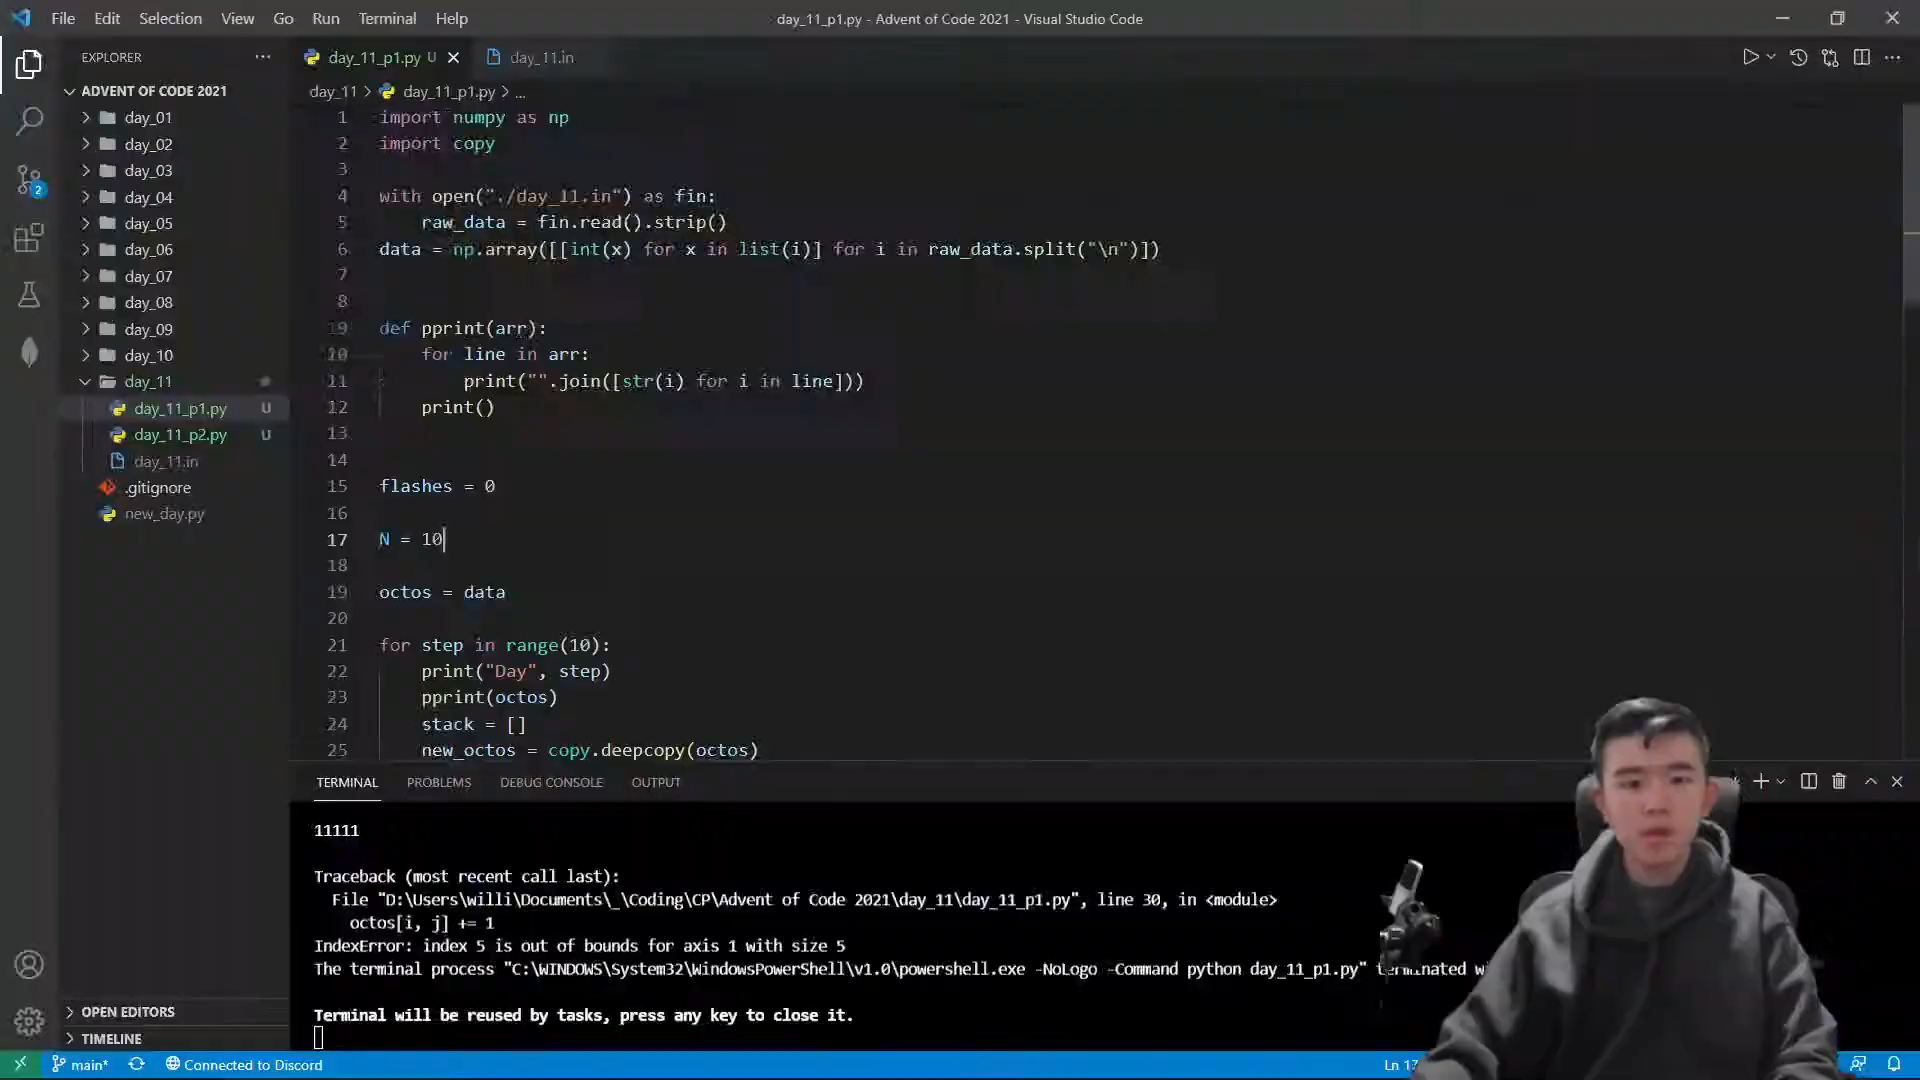 File Edit Selection View Go Run Terminal Help
day_11_p1.py - Advent of Code 2021 - Visual Studio Code
EXPLORER
ADVENT OF CODE 2021
day_01
day_02
day_03
day_04
day_05
day_06
day_07
day_08
day_09
day_10
day_11
day_11_p1.py U
day_11_p2.py U
day_11.in
.gitignore
new_day.py
OPEN EDITORS
TIMELINE
2
day_11_p1.py U
day_11.in
day_11 > day_11_p1.py > ...
1 import numpy as np
2 import copy
3
4 with open("./day_11.in") as fin:
5 raw_data = fin.read().strip()
6 data = np.array([[int(x) for x in list(i)] for i in raw_data.split("\n")])
7
8
9 def pprint(arr):
10 for line in arr:
11 print("".join([str(i) for i in line]))
12 print()
13
14
15 flashes = 0
16
17 N = 10
18
19 octos = data
20
21 for step in range(10):
22 print("Day", step)
23 pprint(octos)
24 stack = []
25 new_octos = copy.deepcopy(octos)
TERMINAL PROBLEMS DEBUG CONSOLE OUTPUT
11111
Traceback (most recent call last):
File "D:\Users\willi\Documents\_\Coding\CP\Advent of Code 2021\day_11\day_11_p1.py", line 30, in <module>
octos[i, j] += 1
IndexError: index 5 is out of bounds for axis 1 with size 5
The terminal process "C:\WINDOWS\System32\WindowsPowerShell\v1.0\powershell.exe -NoLogo -Command python day_11_p1.py" terminated
Terminal will be reused by tasks, press any key to close it.
main* Connected to Discord
Ln 17